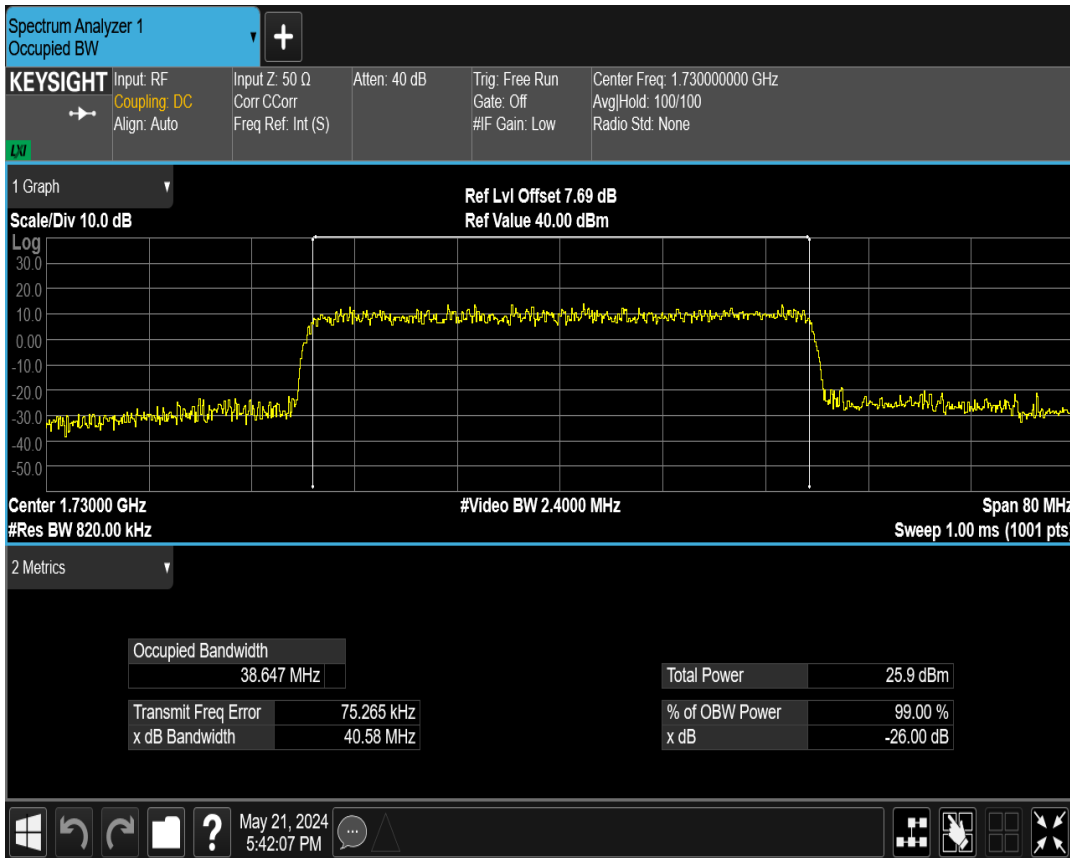 Spectrum Analyzer 1
Occupied BW
+
KEYSIGHT
LXI
Input: RF
Coupling: DC
Align: Auto
Input Z: 50 Ω
Corr CCorr
Freq Ref: Int (S)
Atten: 40 dB
Trig: Free Run
Gate: Off
#IF Gain: Low
Center Freq: 1.730000000 GHz
Avg|Hold: 100/100
Radio Std: None
1 Graph
Scale/Div 10.0 dB
Ref Lvl Offset 7.69 dB
Ref Value 40.00 dBm
Log
30.0
20.0
10.0
0.00
-10.0
-20.0
-30.0
-40.0
-50.0
Center 1.73000 GHz
#Video BW 2.4000 MHz
Span 80 MHz
#Res BW 820.00 kHz
Sweep 1.00 ms (1001 pts)
2 Metrics
Occupied Bandwidth
38.647 MHz
Total Power 25.9 dBm
Transmit Freq Error 75.265 kHz
% of OBW Power 99.00 %
x dB Bandwidth 40.58 MHz
x dB -26.00 dB
?
May 21, 2024
5:42:07 PM